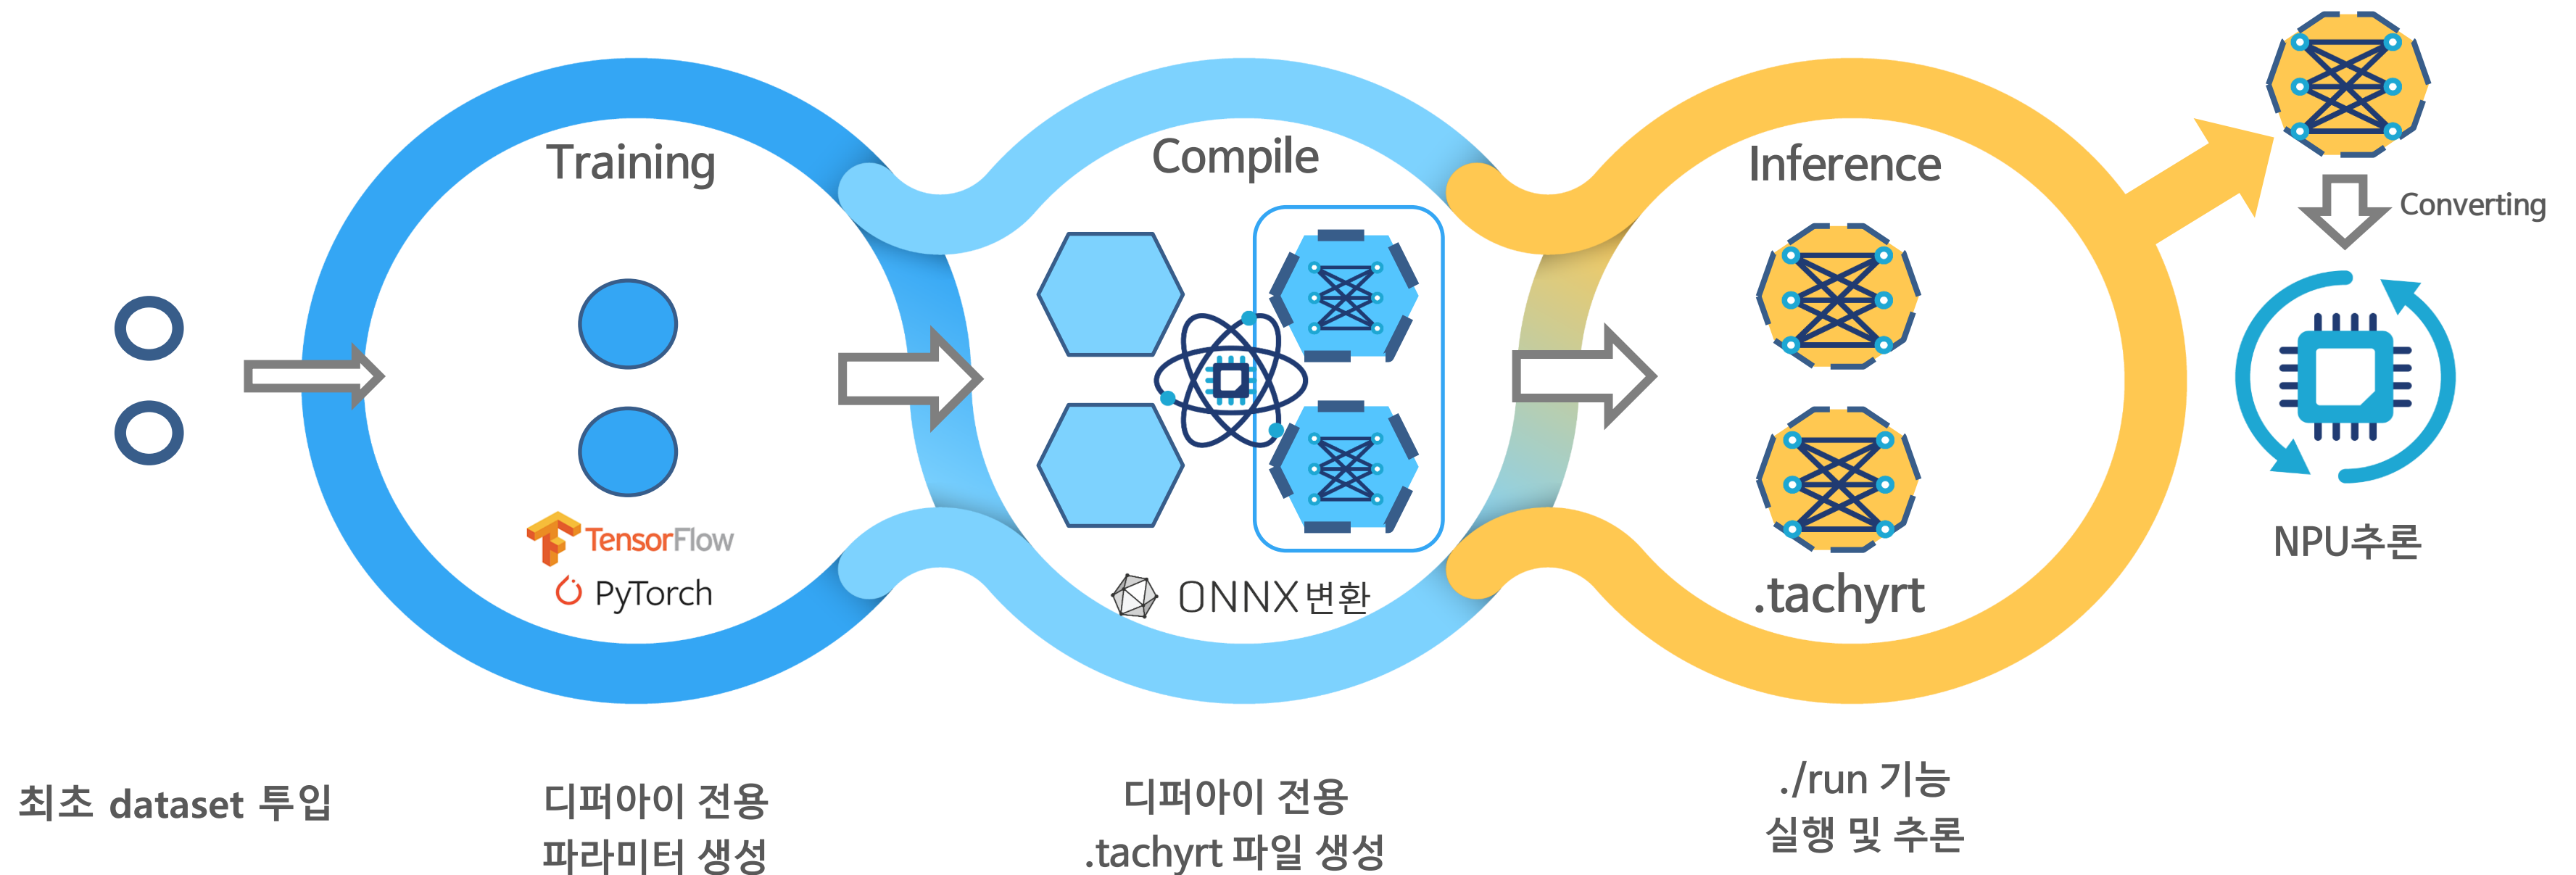 Training
Compile
Inference
Converting
TensorFlow
PyTorch
ONNX변환
.tachyrt
NPU추론
최초 dataset 투입
디퍼아이 전용
파라미터 생성
디퍼아이 전용
.tachyrt 파일 생성
./run 기능
실행 및 추론